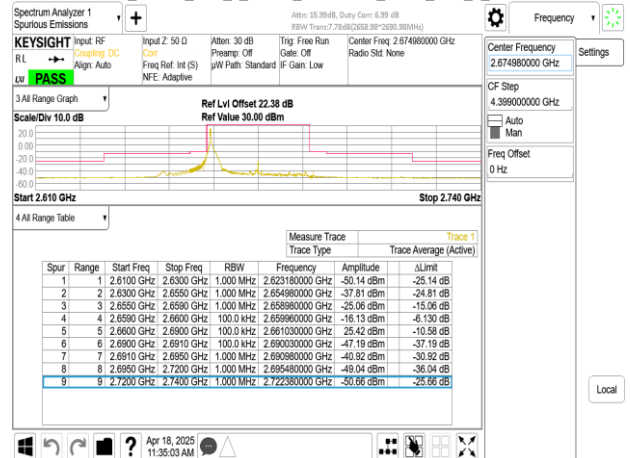 Spectrum Analyzer 1
Spurious Emissions
Attn: 15.39dB, Duty Corr: 6.99 dB
RBW Trans:7.78dB(2658.98~2690.98MHz)
Frequency
KEYSIGHT
RL
LXI PASS
Input: RF
Coupling: DC
Align: Auto
Input Z: 50 Ω
Corr
Freq Ref: Int (S)
NFE: Adaptive
Atten: 30 dB
Preamp: Off
µW Path: Standard
Trig: Free Run
Gate: Off
IF Gain: Low
Center Freq: 2.674980000 GHz
Radio Std: None
Center Frequency
2.674980000 GHz
Settings
CF Step
4.399000000 GHz
Auto
Man
Freq Offset
0 Hz
Local
3 All Range Graph
Scale/Div 10.0 dB
Ref Lvl Offset 22.38 dB
Ref Value 30.00 dBm
20.0
0.00
-20.0
-40.0
-60.0
Start 2.610 GHz
Stop 2.740 GHz
4 All Range Table
Measure Trace Trace 1
Trace Type Trace Average (Active)
Spur Range Start Freq Stop Freq RBW Frequency Amplitude ΔLimit
1 1 2.6100 GHz 2.6300 GHz 1.000 MHz 2.623180000 GHz -50.14 dBm -25.14 dB
2 2 2.6300 GHz 2.6550 GHz 1.000 MHz 2.654980000 GHz -37.81 dBm -24.81 dB
3 3 2.6550 GHz 2.6590 GHz 1.000 MHz 2.658980000 GHz -25.06 dBm -15.06 dB
4 4 2.6590 GHz 2.6600 GHz 100.0 kHz 2.659960000 GHz -16.13 dBm -6.130 dB
5 5 2.6600 GHz 2.6900 GHz 100.0 kHz 2.661030000 GHz 25.42 dBm -10.58 dB
6 6 2.6900 GHz 2.6910 GHz 100.0 kHz 2.690030000 GHz -47.19 dBm -37.19 dB
7 7 2.6910 GHz 2.6950 GHz 1.000 MHz 2.690980000 GHz -40.92 dBm -30.92 dB
8 8 2.6950 GHz 2.7200 GHz 1.000 MHz 2.695480000 GHz -49.04 dBm -36.04 dB
9 9 2.7200 GHz 2.7400 GHz 1.000 MHz 2.722380000 GHz -50.66 dBm -25.66 dB
Apr 18, 2025
11:35:03 AM